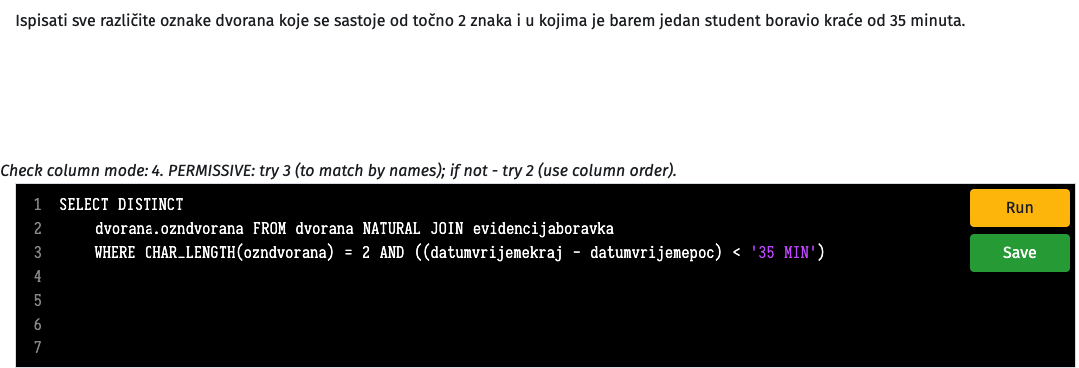 Ispisati sve različite oznake dvorana koje se sastoje od točno 2 znaka i u kojima je barem jedan student boravio kraće od 35 minuta.
Check column mode: 4. PERMISSIVE: try 3 (to match by names); if not - try 2 (use column order).
1 SELECT DISTINCT
2 dvorana.ozndvorana FROM dvorana NATURAL JOIN evidencijaboravka
3 WHERE CHAR_LENGTH(ozndvorana) = 2 AND ((datumvrijemekraj - datumvrijemepoc) < '35 MIN')
4
5
6
7
Run
Save